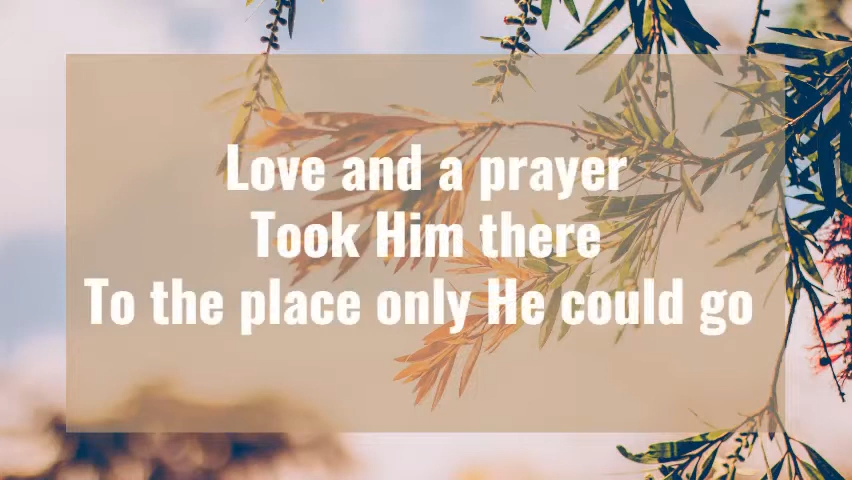 Love and a prayer
Took Him there
To the place only He could go